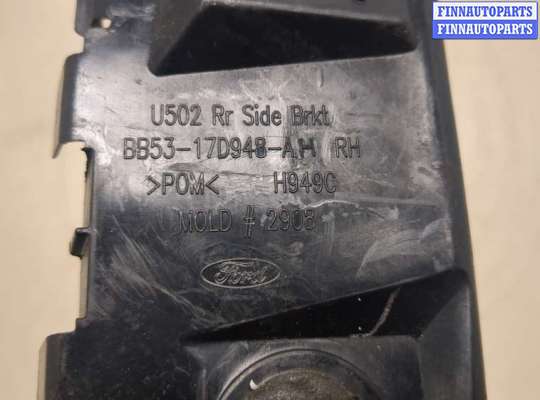 FINNAUTOPARTS
FINNAUTOPARTS
U502 Rr Side Brkt
BB53-17D948-AH RH
>POM< H949C
MOLD # 2908
Ford